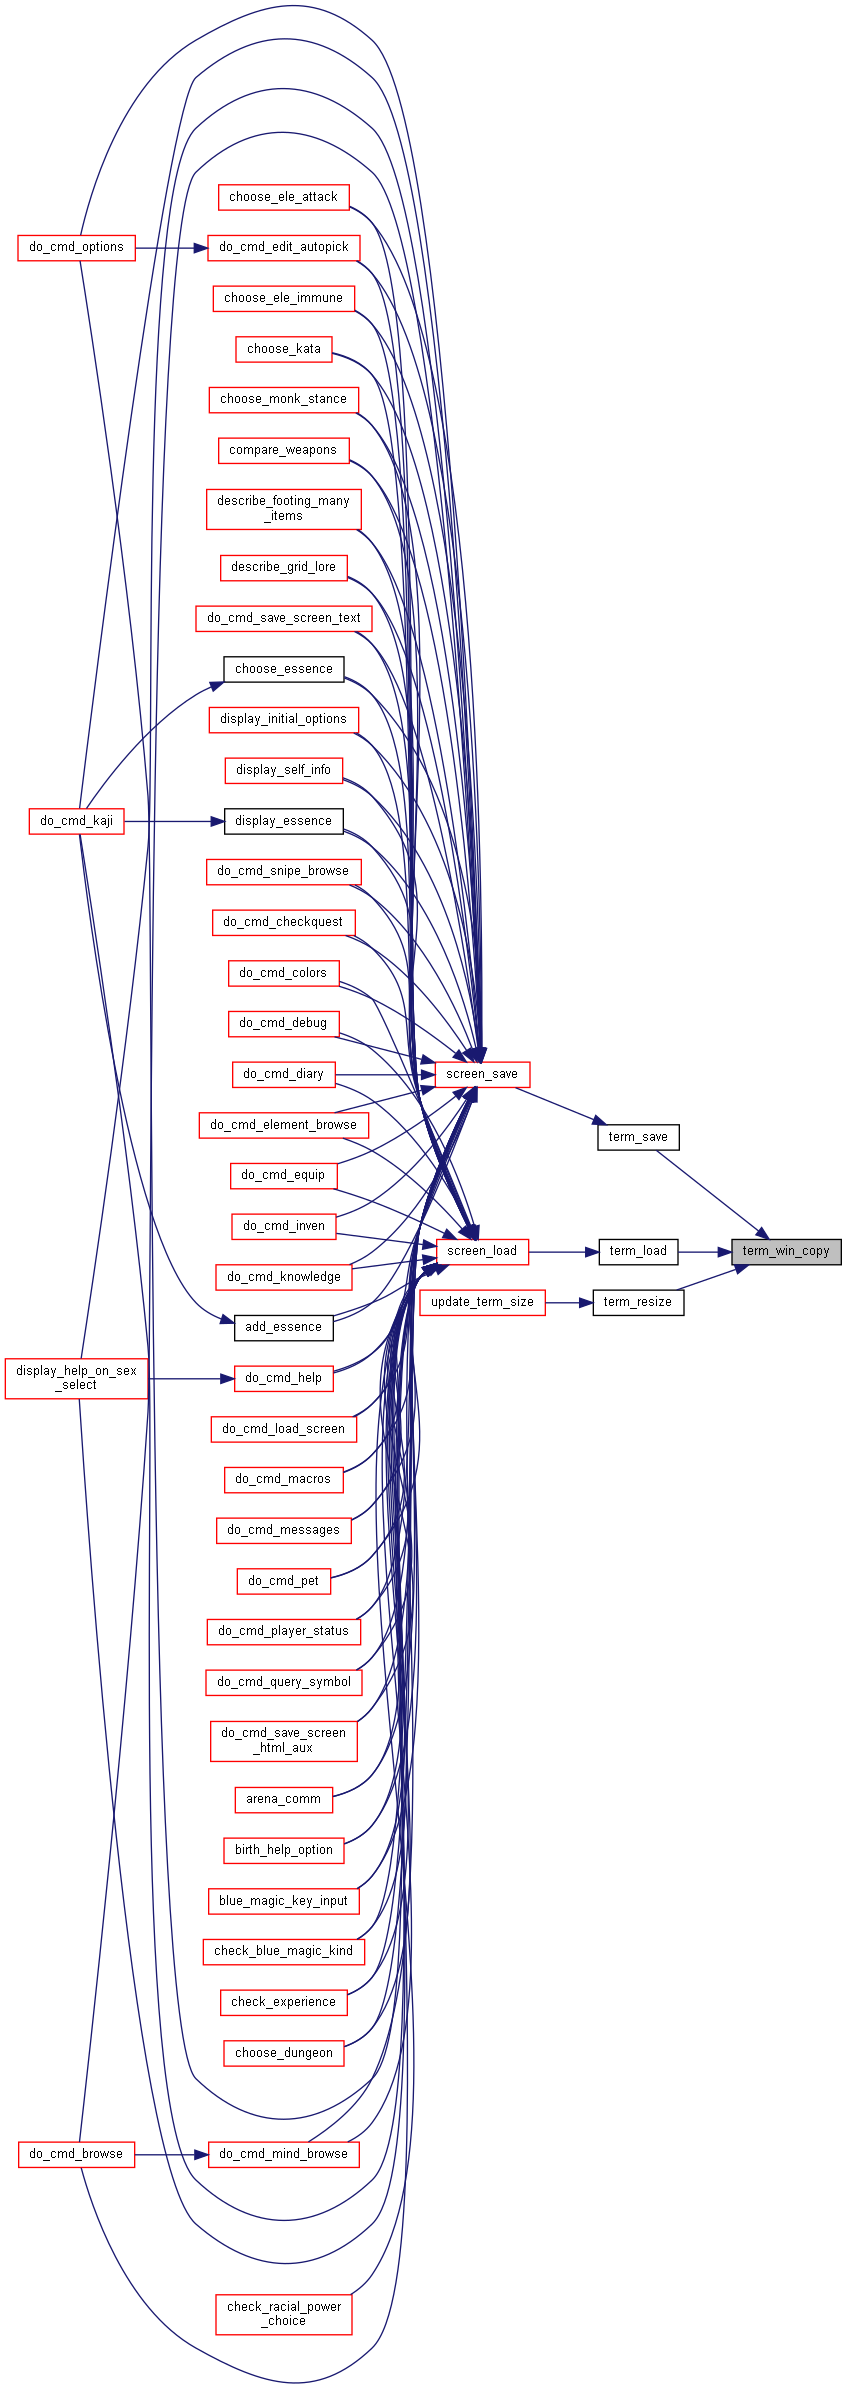 choose_ele_attack
do_cmd_options
do_cmd_edit_autopick
choose_ele_immune
choose_kata
choose_monk_stance
compare_weapons
describe_footing_many
_items
describe_grid_lore
do_cmd_save_screen_text
choose_essence
display_initial_options
display_self_info
do_cmd_kaji
display_essence
do_cmd_snipe_browse
do_cmd_checkquest
do_cmd_colors
do_cmd_debug
do_cmd_diary
screen_save
do_cmd_element_browse
term_save
do_cmd_equip
do_cmd_inven
screen_load
term_load
term_win_copy
do_cmd_knowledge
update_term_size
term_resize
add_essence
display_help_on_sex
_select
do_cmd_help
do_cmd_load_screen
do_cmd_macros
do_cmd_messages
do_cmd_pet
do_cmd_player_status
do_cmd_query_symbol
do_cmd_save_screen
_html_aux
arena_comm
birth_help_option
blue_magic_key_input
check_blue_magic_kind
check_experience
choose_dungeon
do_cmd_browse
do_cmd_mind_browse
check_racial_power
_choice